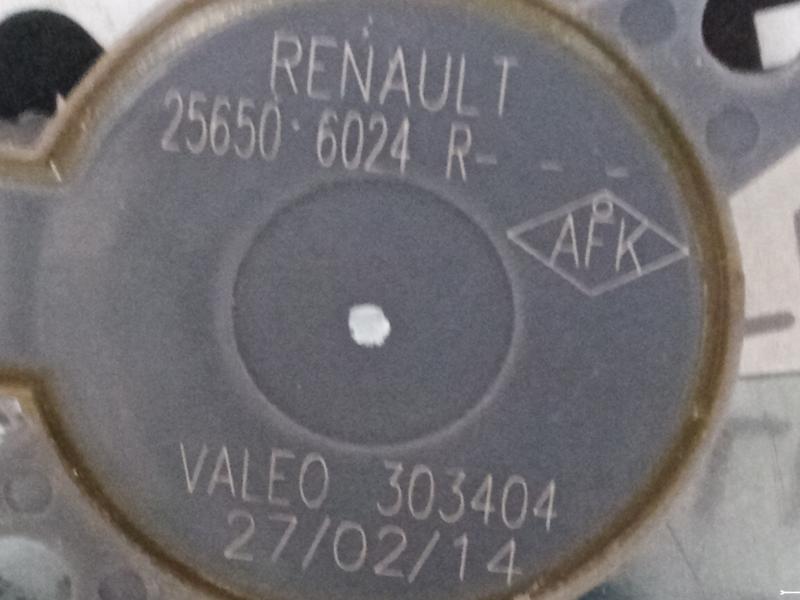 RENAULT
25650 6024 R- - -
AFK
VALEO 303404
27/02/14